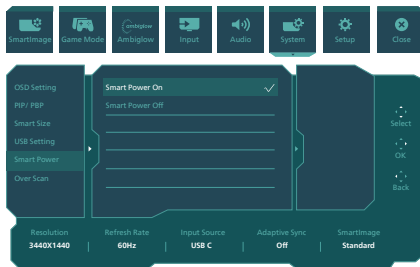 SmartImage
Game Mode
ambiglow
Ambiglow
Input
Audio
System
Setup
Close
OSD Setting
PIP/ PBP
Smart Size
USB Setting
Smart Power
Over Scan
Smart Power On
Smart Power Off
Select
OK
Back
Resolution
Refresh Rate
Input Source
Adaptive Sync
SmartImage
3440X1440
60Hz
USB C
Off
Standard